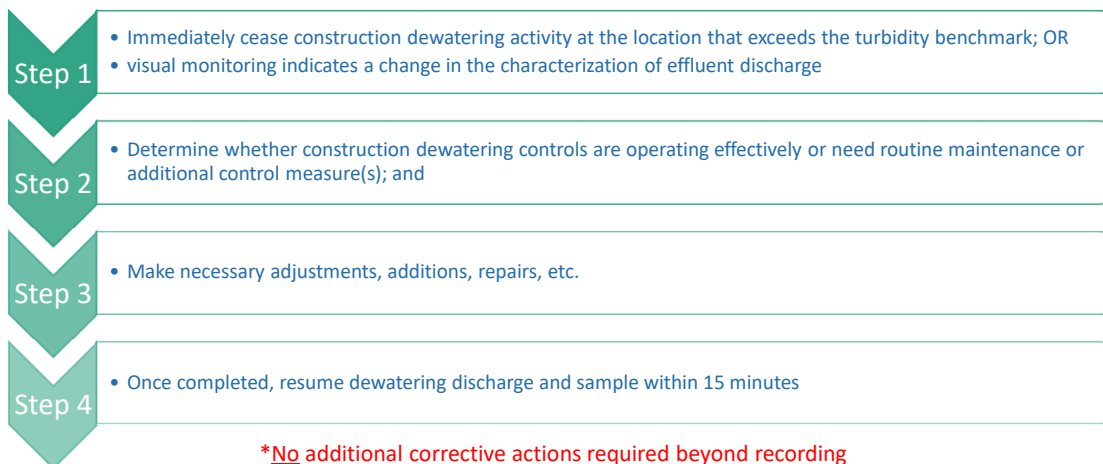 Step 1
• Immediately cease construction dewatering activity at the location that exceeds the turbidity benchmark; OR
• visual monitoring indicates a change in the characterization of effluent discharge
Step 2
• Determine whether construction dewatering controls are operating effectively or need routine maintenance or
additional control measure(s); and
Step 3
• Make necessary adjustments, additions, repairs, etc.
Step 4
• Once completed, resume dewatering discharge and sample within 15 minutes
*No additional corrective actions required beyond recording